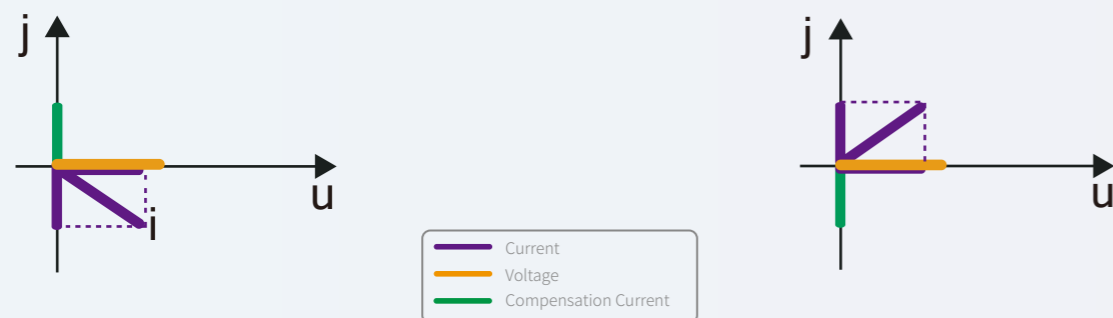 j
u
i
j
u
Current
Voltage
Compensation Current